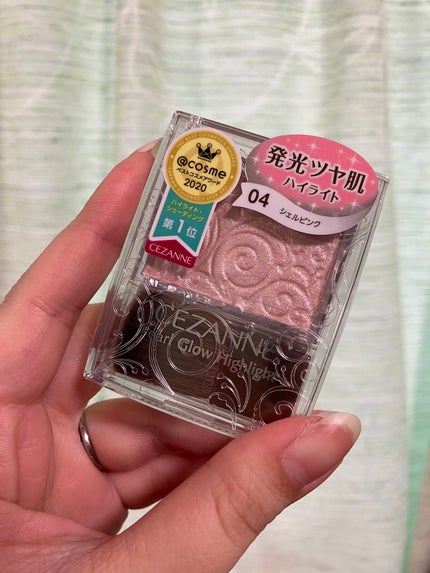 @cosme
ベストコスメアワード
2020
ハイライト・
シェーディング
第1位
CEZANNE
発光ツヤ肌
ハイライト
04
シェルピンク
CEZANNE
Pearl Glow Highlight